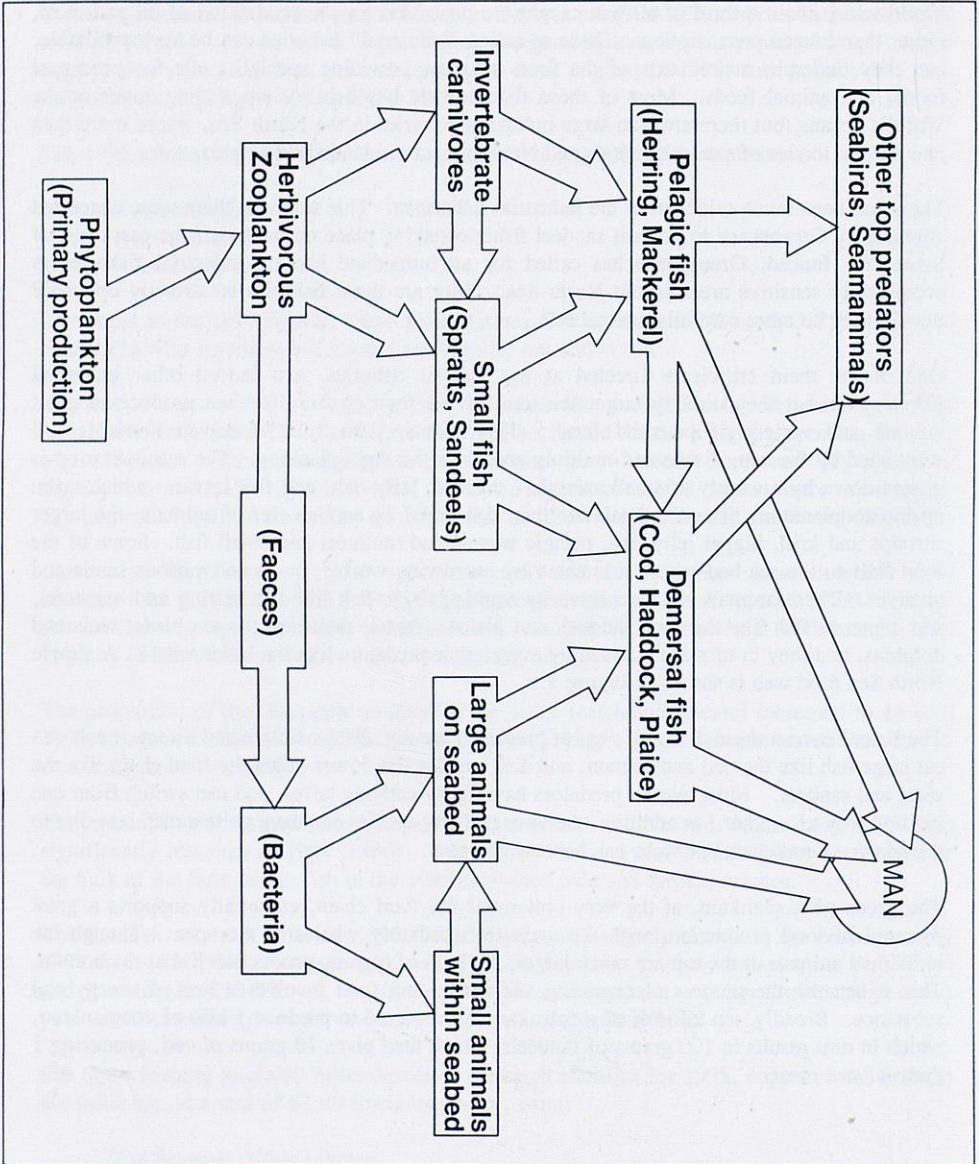 Other top predators
(Seabirds, Seamammals)
MAN
Pelagic fish
(Herring, Mackerel)
Demersal fish
(Cod, Haddock, Plaice)
Invertebrate
carnivores
Small fish
(Spratts, Sandeels)
Large animals
on seabed
Small animals
within seabed
Herbivorous
Zooplankton
(Faeces)
(Bacteria)
Phytoplankton
(Primary production)